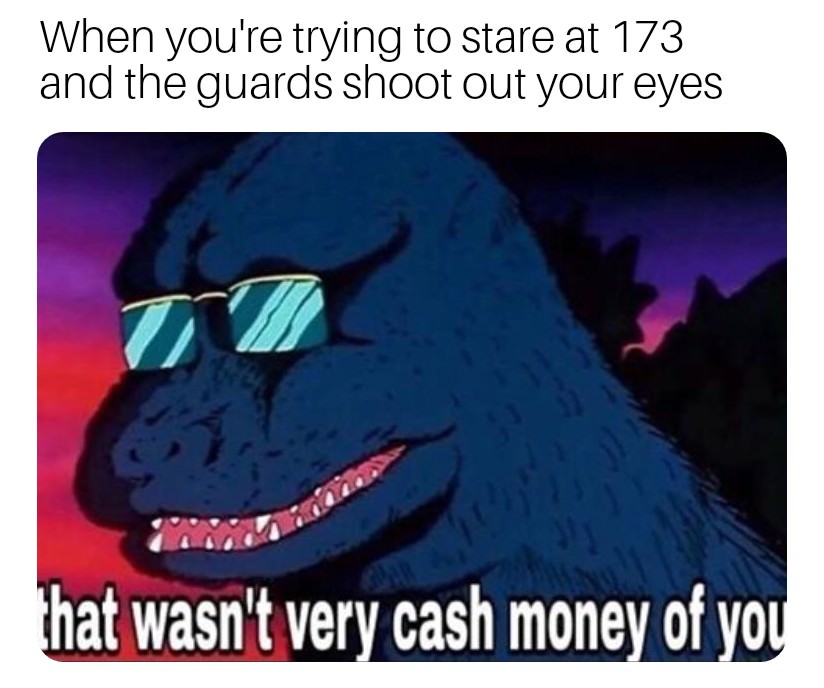 When you're trying to stare at 173
and the guards shoot out your eyes
that wasn't very cash money of you